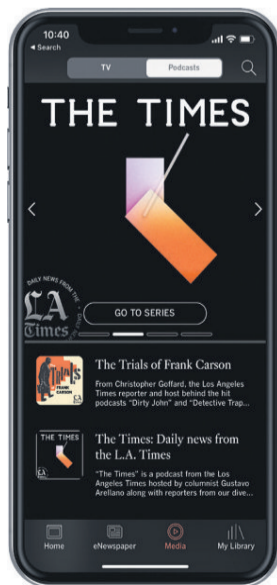 10:40
◀ Search
TV
Podcasts
THE TIMES
DAILY NEWS FROM THE L.A. Times
GO TO SERIES
TRIALS
FRANK CARSON
The Trials of Frank Carson
From Christopher Goffard, the Los Angeles
Times reporter and host behind the hit
podcasts “Dirty John” and “Detective Trap...
THE TIMES
The Times: Daily news from
the L.A. Times
“The Times” is a podcast from the Los
Angeles Times hosted by columnist Gustavo
Arellano along with reporters from our dive...
Home
eNewspaper
Media
My Library